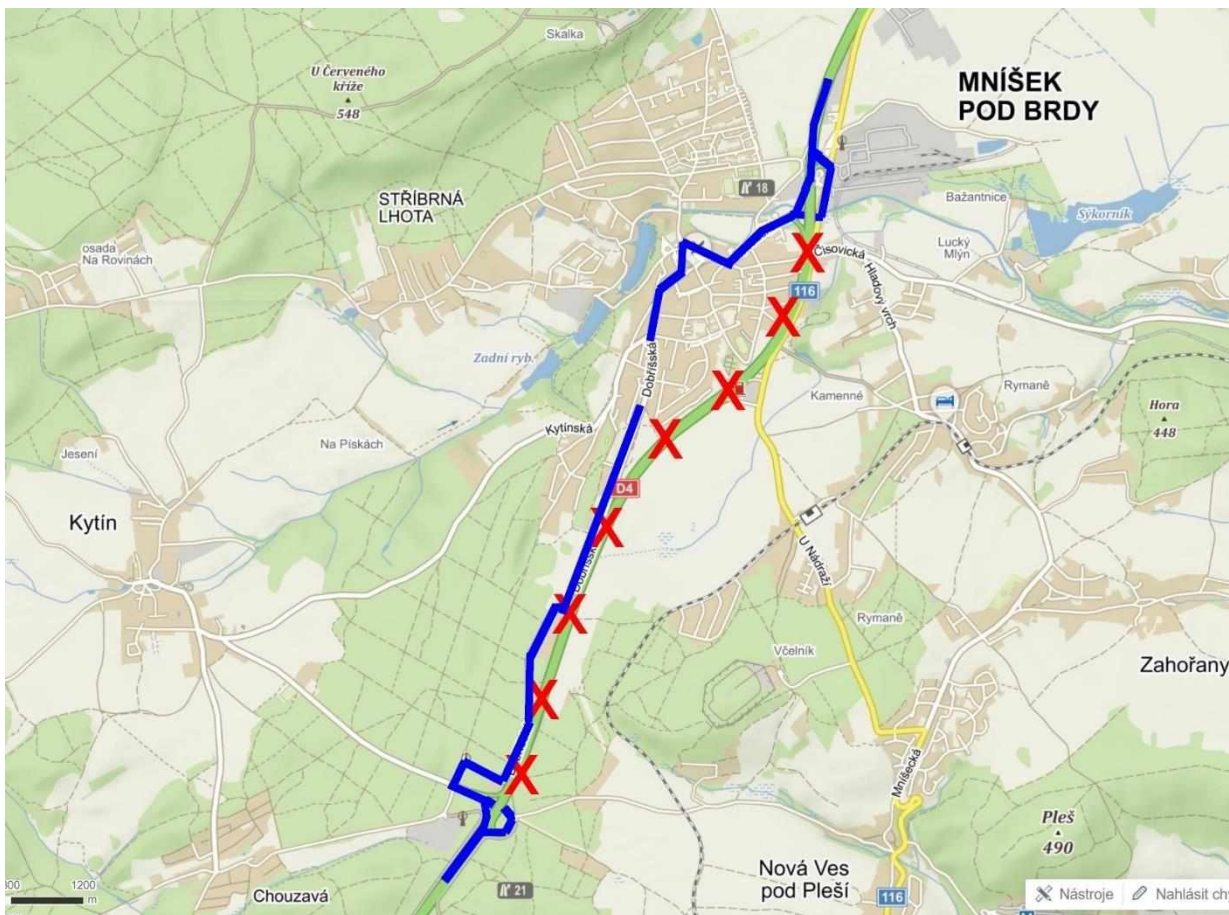 Skalka
U Červeného
kříže
548
MNÍŠEK
POD BRDY
18
STŘÍBRNÁ
LHOTA
Bažantnice
Sýkorník
osada
Na Rovinách
Lucký
Mlýn
Čisovická
Hladový vrch
116
Zadní ryb.
Dobříšská
Rymaně
Kamenné
Hora
448
Kytínská
Na Pískách
Jesení
D4
Kytín
U Nádraží
Rymaně
Včelník
Zahořany
Mníšecká
Pleš
490
Nová Ves
pod Pleší
Chouzavá
21
116
1200
m
Nástroje
Nahlásit